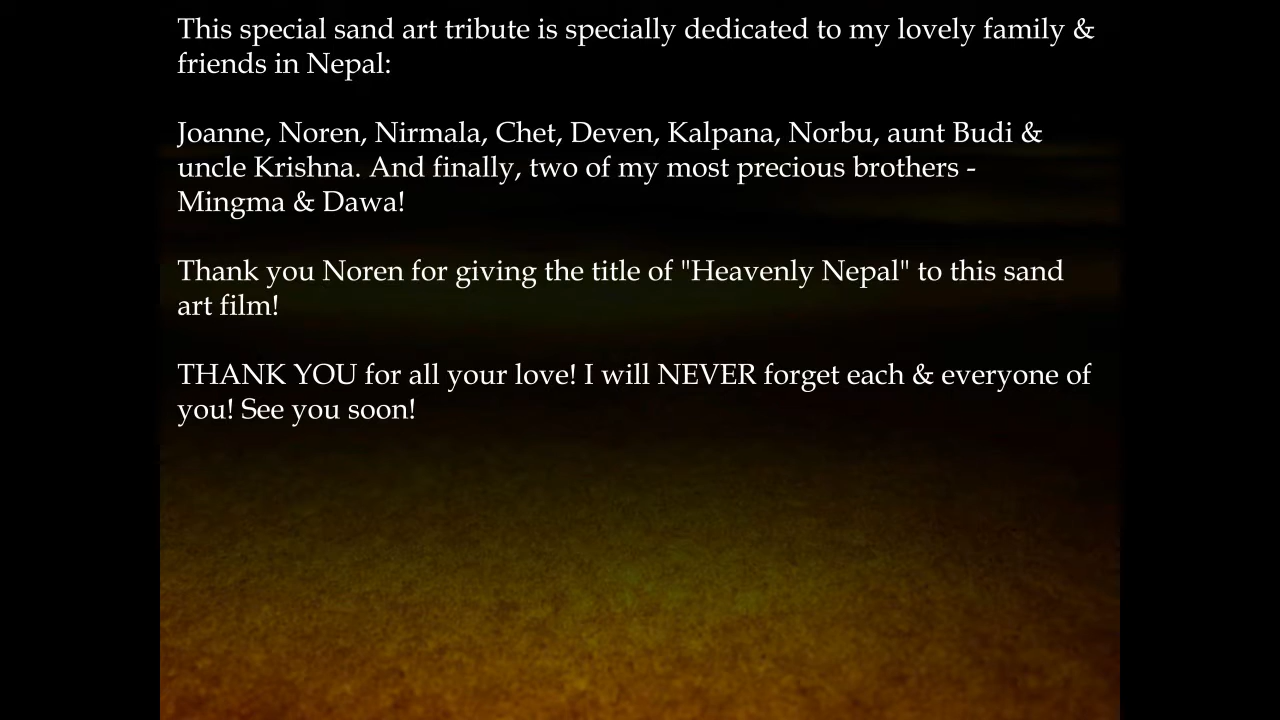 This special sand art tribute is specially dedicated to my lovely family &
friends in Nepal:
Joanne, Noren, Nirmala, Chet, Deven, Kalpana, Norbu, aunt Budi &
uncle Krishna. And finally, two of my most precious brothers -
Mingma & Dawa!
Thank you Noren for giving the title of "Heavenly Nepal" to this sand
art film!
THANK YOU for all your love! I will NEVER forget each & everyone of
you! See you soon!